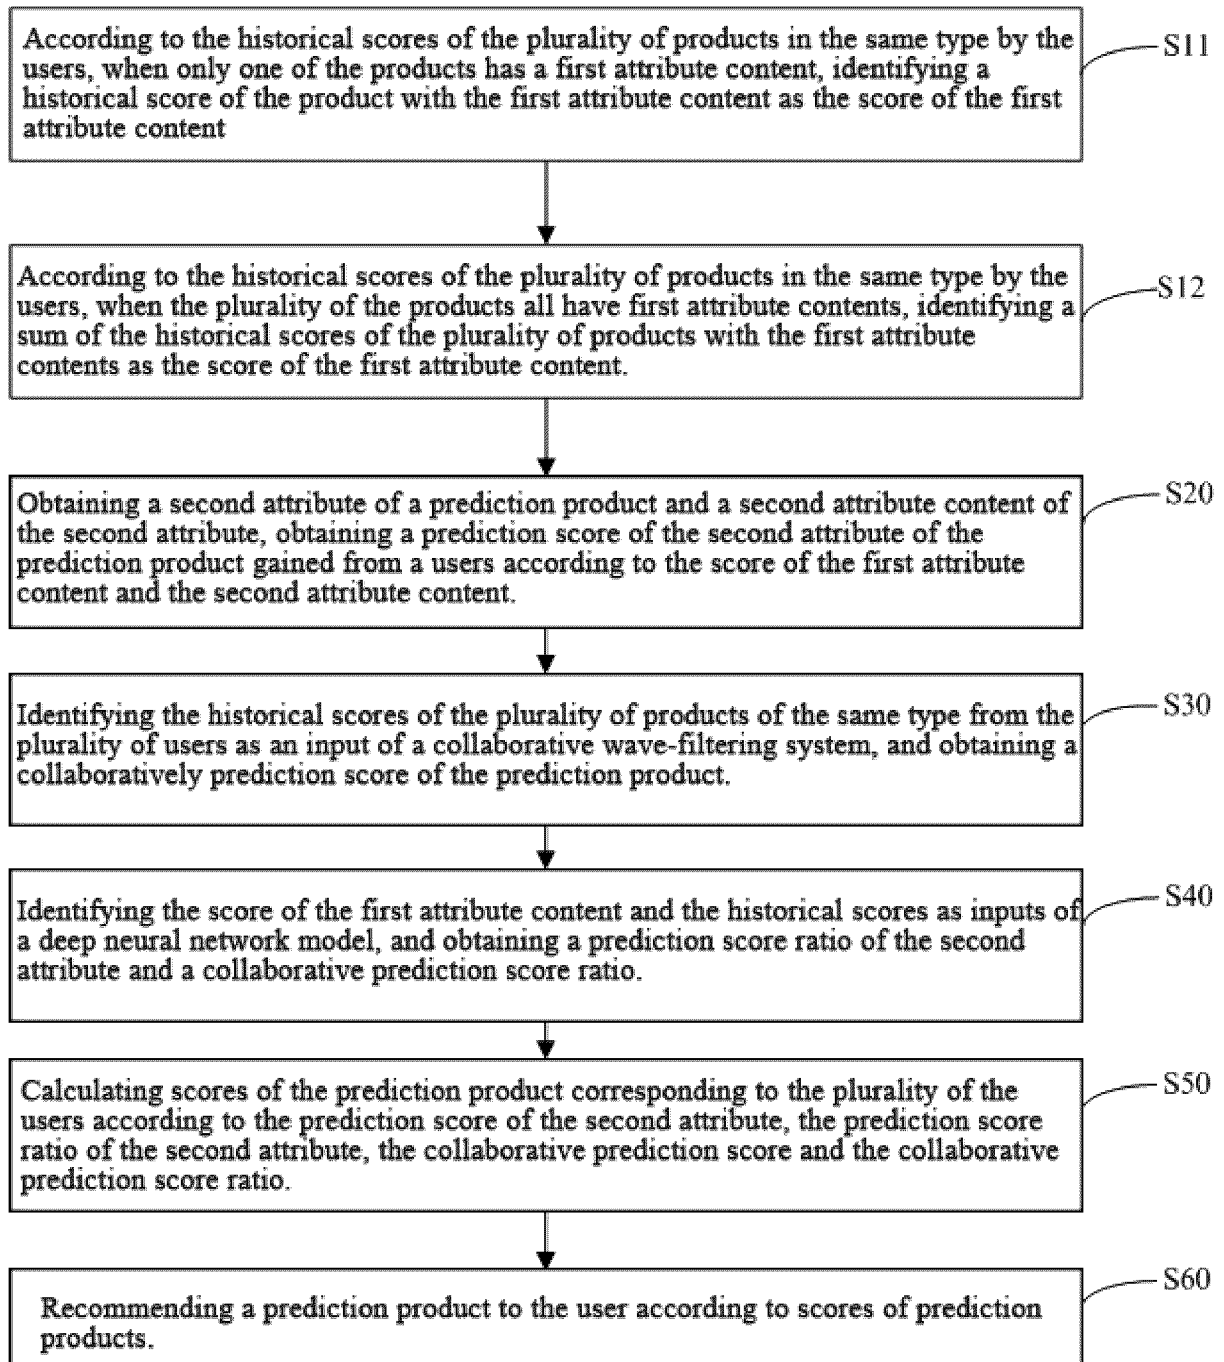 According to the historical scores of the plurality of products in the same type by the
users, when only one of the products has a first attribute content, identifying a
historical score of the product with the first attribute content as the score of the first
attribute content
S11
According to the historical scores of the plurality of products in the same type by the
users, when the plurality of the products all have first attribute contents, identifying a
sum of the historical scores of the plurality of products with the first attribute
contents as the score of the first attribute content.
S12
Obtaining a second attribute of a prediction product and a second attribute content of
the second attribute, obtaining a prediction score of the second attribute of the
prediction product gained from a users according to the score of the first attribute
content and the second attribute content.
S20
Identifying the historical scores of the plurality of products of the same type from the
plurality of users as an input of a collaborative wave-filtering system, and obtaining a
collaboratively prediction score of the prediction product.
S30
Identifying the score of the first attribute content and the historical scores as inputs of
a deep neural network model, and obtaining a prediction score ratio of the second
attribute and a collaborative prediction score ratio.
S40
Calculating scores of the prediction product corresponding to the plurality of the
users according to the prediction score of the second attribute, the prediction score
ratio of the second attribute, the collaborative prediction score and the collaborative
prediction score ratio.
S50
Recommending a prediction product to the user according to scores of prediction
products.
S60